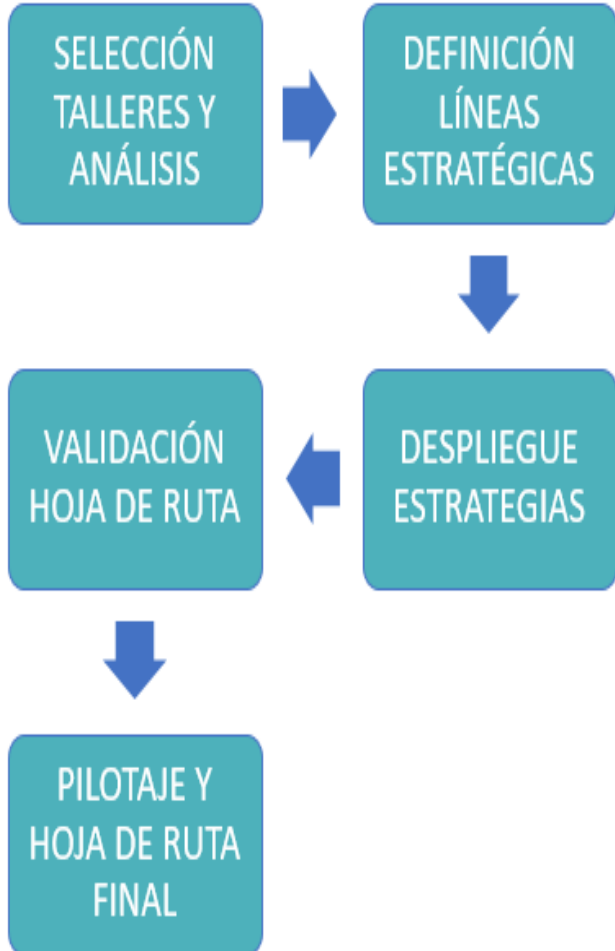 SELECCIÓN
TALLERES Y
ANÁLISIS
DEFINICIÓN
LÍNEAS
ESTRATÉGICAS
DESPLIEGUE
ESTRATEGIAS
VALIDACIÓN
HOJA DE RUTA
PILOTAJE Y
HOJA DE RUTA
FINAL